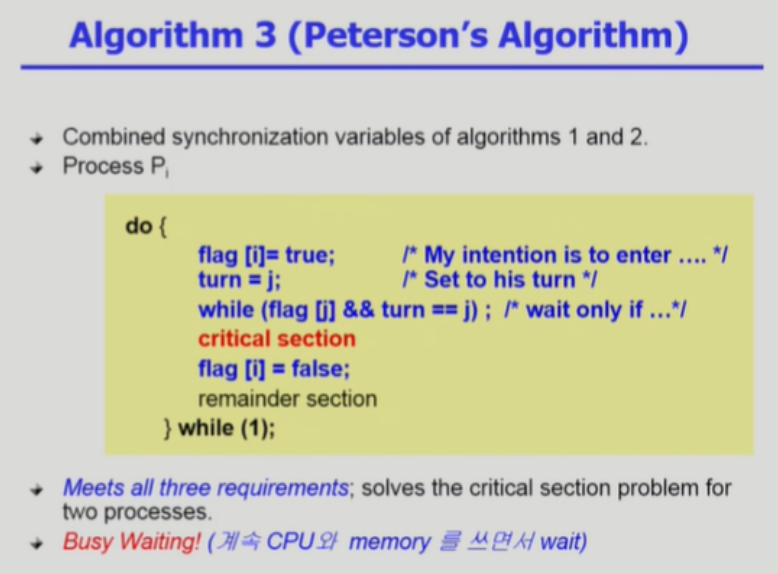 Algorithm 3 (Peterson's Algorithm)
Combined synchronization variables of algorithms 1 and 2.
Process Pi
do {
flag [i]= true; /* My intention is to enter .... */
turn = j; /* Set to his turn */
while (flag [j] && turn == j) ; /* wait only if ...*/
critical section
flag [i] = false;
remainder section
} while (1);
Meets all three requirements; solves the critical section problem for
two processes.
Busy Waiting! (계속 CPU와 memory 를 쓰면서 wait)